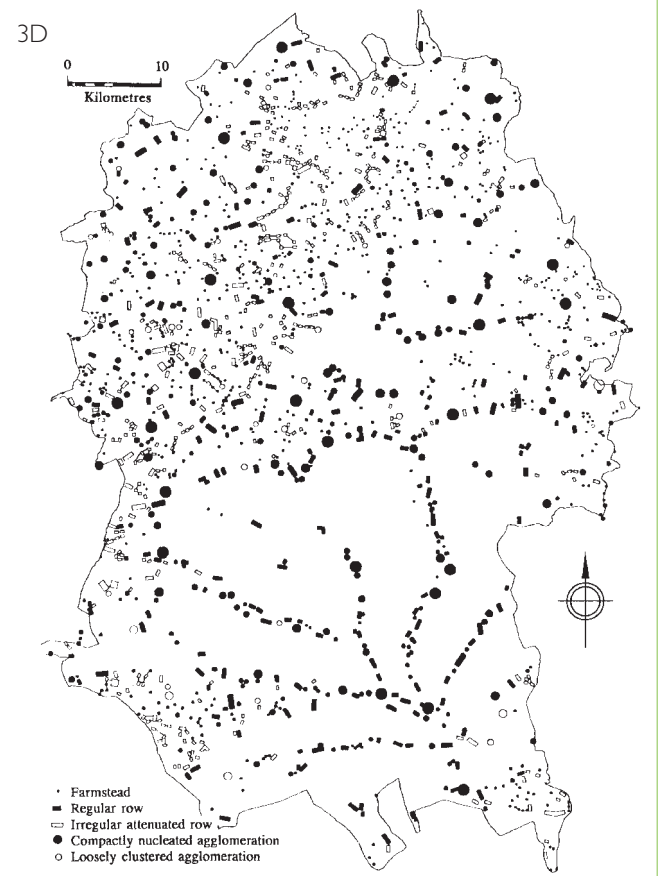 3D
0 10
Kilometres
Farmstead
Regular row
Irregular attenuated row
Compactly nucleated agglomeration
Loosely clustered agglomeration